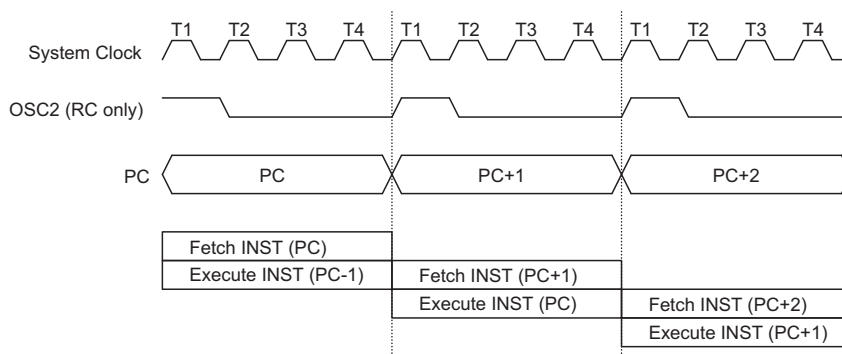 T1 T2 T3 T4 T1 T2 T3 T4 T1 T2 T3 T4
System Clock
OSC2 (RC only)
PC PC PC+1 PC+2
Fetch INST (PC)
Execute INST (PC-1) Fetch INST (PC+1)
Execute INST (PC) Fetch INST (PC+2)
Execute INST (PC+1)